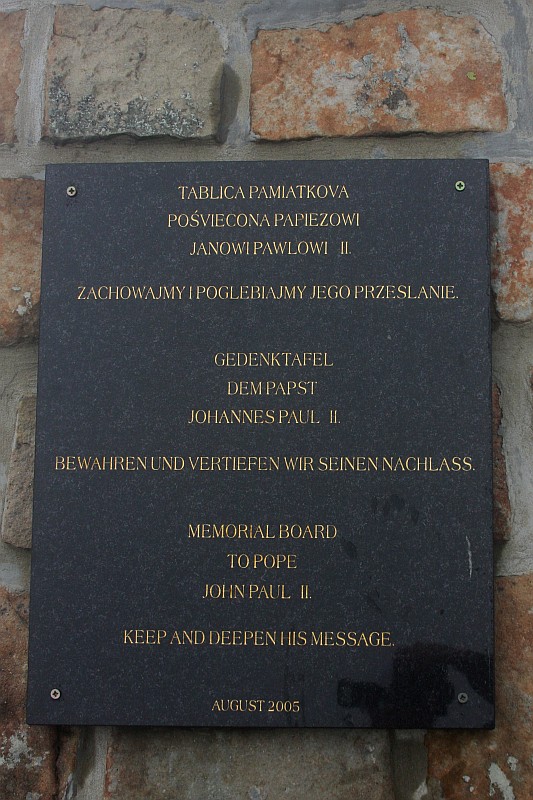 TABLICA PAMIATKOVA
POŚVIECONA PAPIEZOWI
JANOWI PAWLOWI II.
ZACHOWAJMY I POGLEBIAJMY JEGO PRZESLANIE.
GEDENKTAFEL
DEM PAPST
JOHANNES PAUL II.
BEWAHREN UND VERTIEFEN WIR SEINEN NACHLASS.
MEMORIAL BOARD
TO POPE
JOHN PAUL II.
KEEP AND DEEPEN HIS MESSAGE.
AUGUST 2005